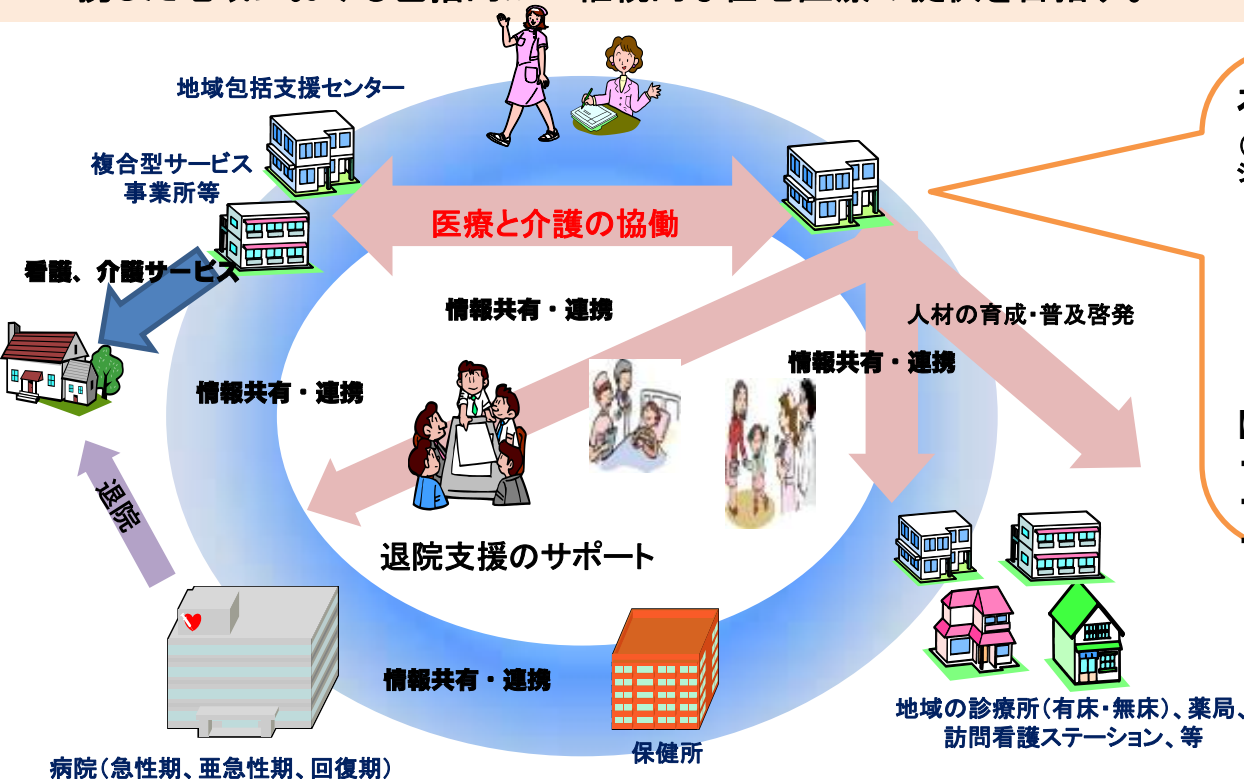 地域包括支援センター
複合型サービス
事業所等
医療と介護の協働
看護、介護サービス
情報共有・連携
人材の育成・普及啓発
情報共有・連携
情報共有・連携
退院
退院支援のサポート
情報共有・連携
保健所
地域の診療所(有床・無床)、薬局、
訪問看護ステーション、等
病院(急性期、亜急性期、回復期)